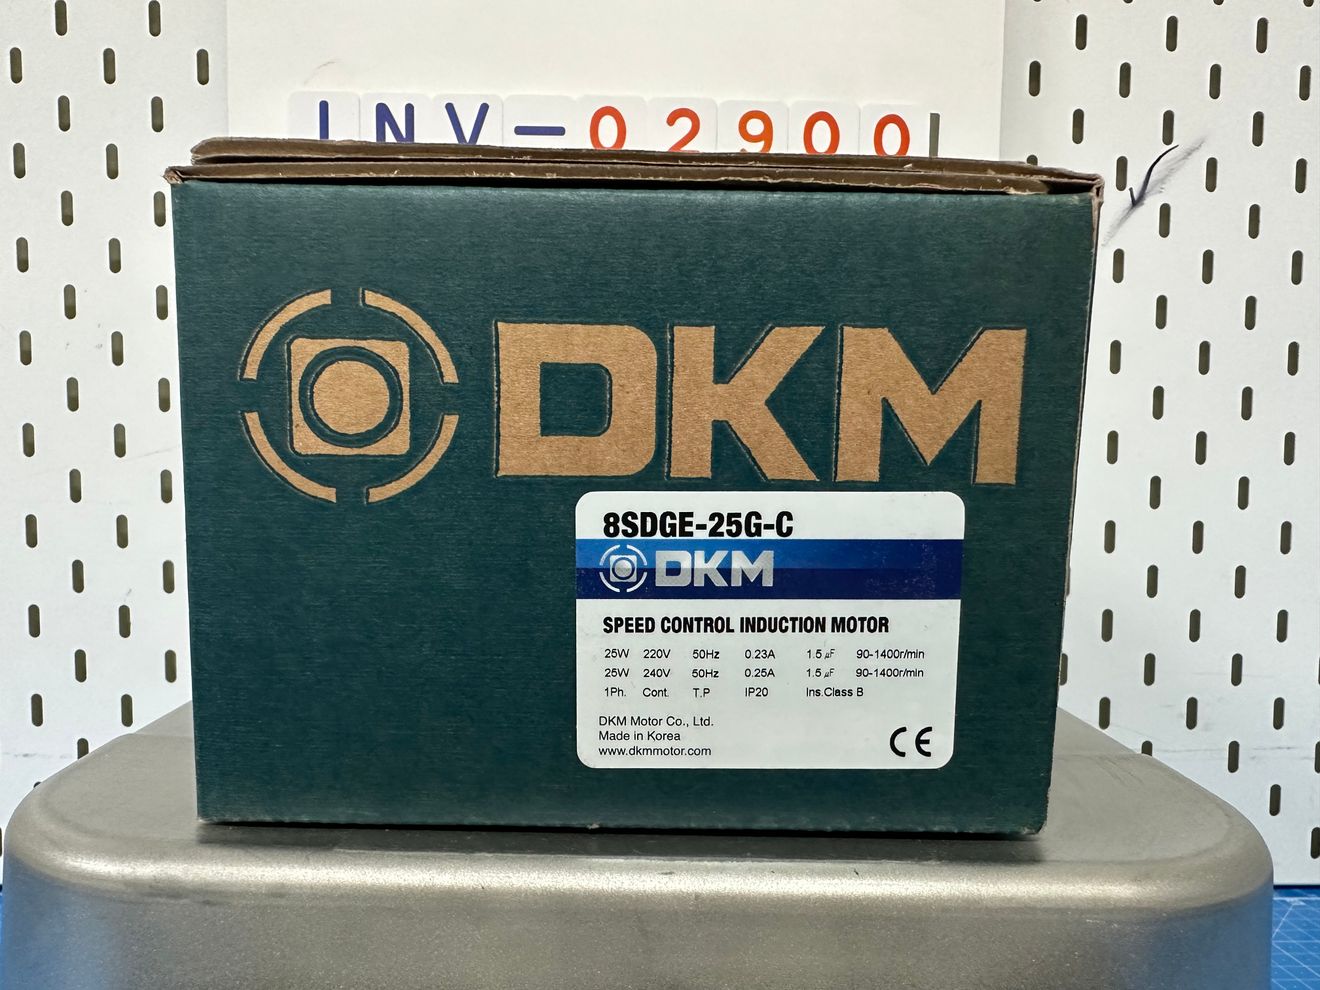 INV-02900
DKM
8SDGE-25G-C
DKM
SPEED CONTROL INDUCTION MOTOR
25W 220V 50Hz 0.23A 1.5㎌ 90-1400r/min
25W 240V 50Hz 0.25A 1.5㎌ 90-1400r/min
1Ph. Cont. T.P IP20 Ins.Class B
DKM Motor Co., Ltd.
Made in Korea
www.dkmmotor.com
CE